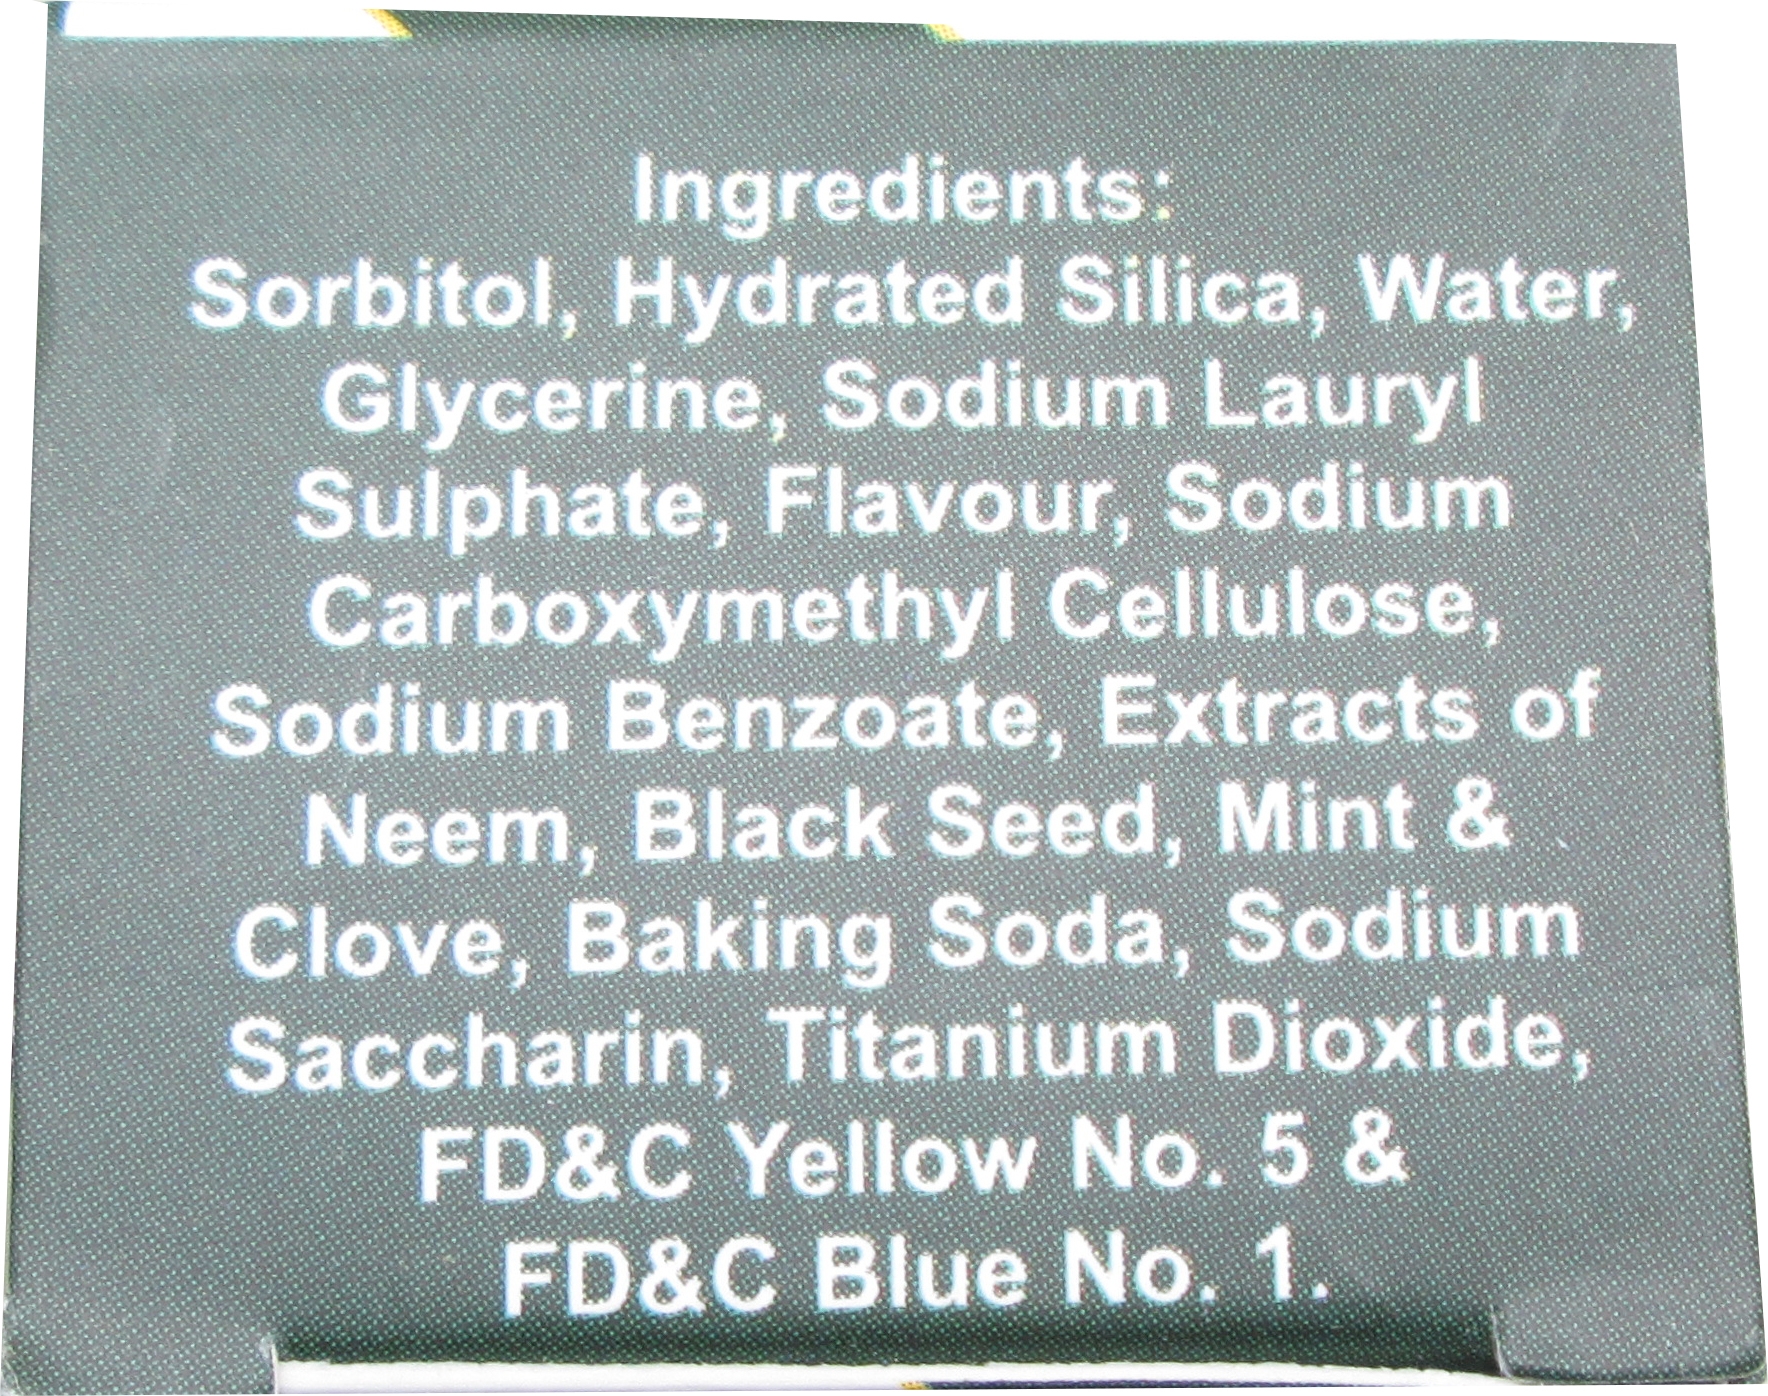 Ingredients:
Sorbitol, Hydrated Silica, Water,
Glycerine, Sodium Lauryl
Sulphate, Flavour, Sodium
Carboxymethyl Cellulose,
Sodium Benzoate, Extracts of
Neem, Black Seed, Mint &
Clove, Baking Soda, Sodium
Saccharin, Titanium Dioxide,
FD&C Yellow No. 5 &
FD&C Blue No. 1.